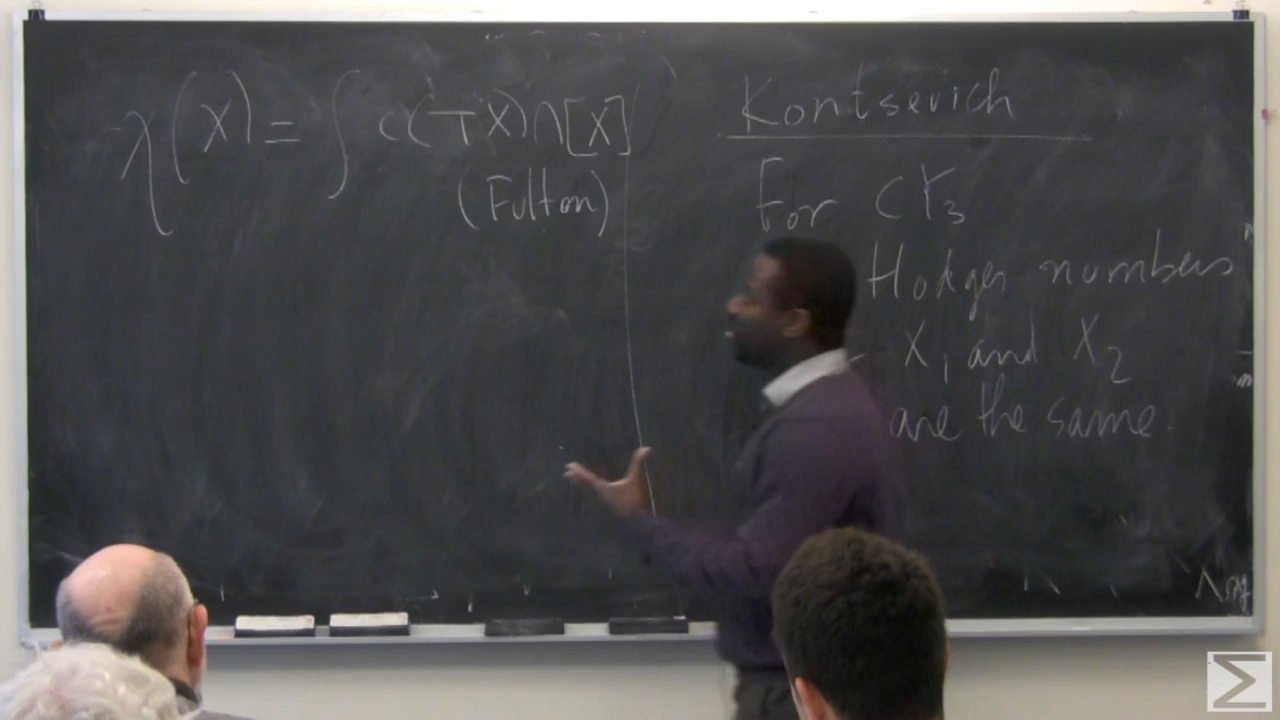 χ(X) = ∫ c(TX)∩[X]
(Fulton)
Kontsevich
For CY₃
Hodge numbers
X₁ and X₂
are the same.
Σ